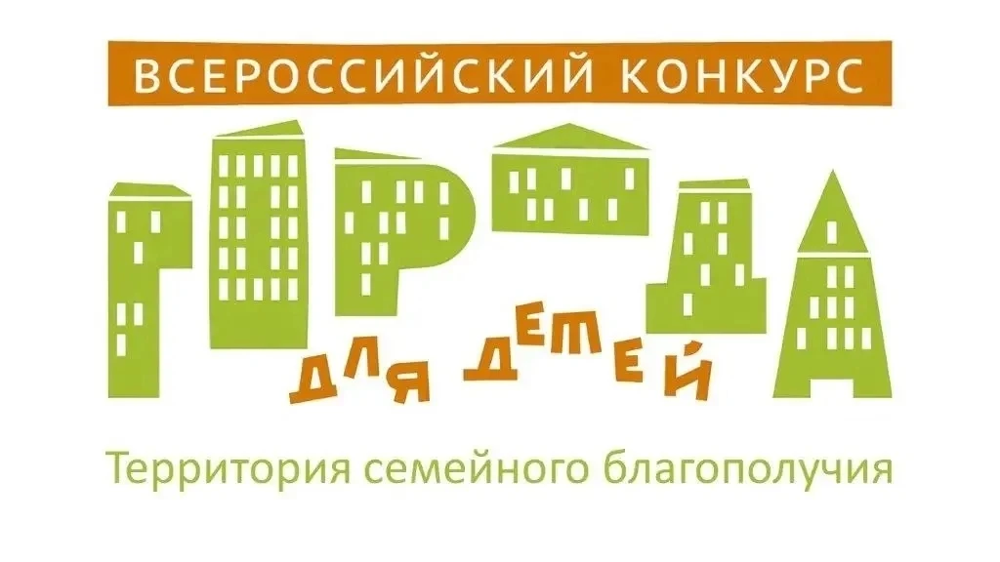 ВСЕРОССИЙСКИЙ КОНКУРС
ГОРОДА
ДЛЯ ДЕТЕЙ
Территория семейного благополучия